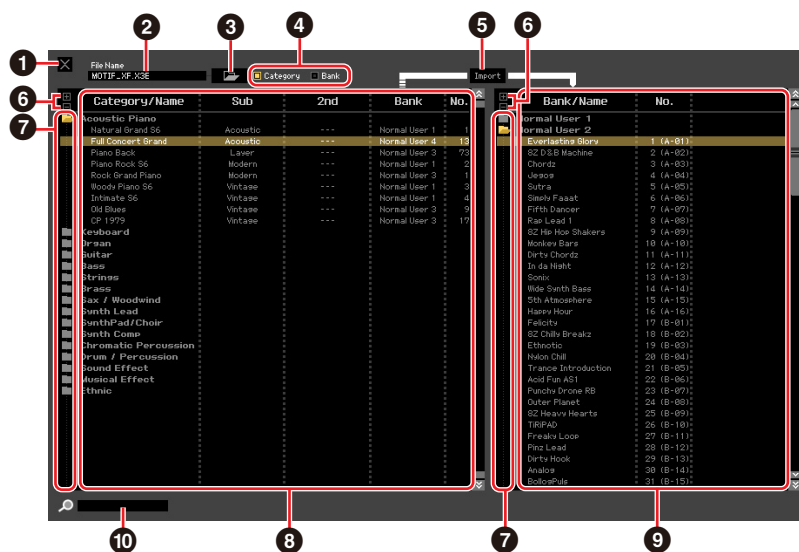 2 3 4 5 6
1 File Name
MOTIF_XF.X3E Category Bank Import
6 Category/Name Sub 2nd Bank No. Bank/Name No.
7 Acoustic Piano Normal User 1
Natural Grand S6 Acoustic --- Normal User 1 1 Normal User 2
Full Concert Grand Acoustic --- Normal User 4 13 Everlasting Glory 1 (A-01)
Piano Back Layer --- Normal User 3 73 8Z D&B Machine 2 (A-02)
Piano Rock S6 Modern --- Normal User 1 2 Chordz 3 (A-03)
Rock Grand Piano Modern --- Normal User 3 1 Jegos 4 (A-04)
Woody Piano S6 Vintage --- Normal User 1 3 Sutra 5 (A-05)
Intimate S6 Vintage --- Normal User 1 4 Simply Faaat 6 (A-06)
Old Blues Vintage --- Normal User 3 9 Fifth Dancer 7 (A-07)
CP 1979 Vintage --- Normal User 3 17 Rap Lead 1 8 (A-08)
Keyboard 8Z Hip Hop Shakers 9 (A-09)
Organ Monkey Bars 10 (A-10)
Guitar Dirty Chordz 11 (A-11)
Bass In da Night 12 (A-12)
Strings Sonix 13 (A-13)
Brass Wide Synth Bass 14 (A-14)
Sax / Woodwind 5th Atmosphere 15 (A-15)
Synth Lead Happy Hour 16 (A-16)
SynthPad/Choir Felicity 17 (B-01)
Synth Comp 8Z Chilly Breakz 18 (B-02)
Chromatic Percussion Ethnotic 19 (B-03)
Drum / Percussion Nylon Chill 20 (B-04)
Sound Effect Trance Introduction 21 (B-05)
Musical Effect Acid Fun AS1 22 (B-06)
Ethnic Punchy Drone RB 23 (B-07)
Outer Planet 24 (B-08)
8Z Heavy Hearts 25 (B-09)
TiRiPAD 26 (B-10)
Freaky Loop 27 (B-11)
Pinz Lead 28 (B-12)
Dirty Hook 29 (B-13)
Analog 30 (B-14)
BollogPuls 31 (B-15)
10 8 7 9